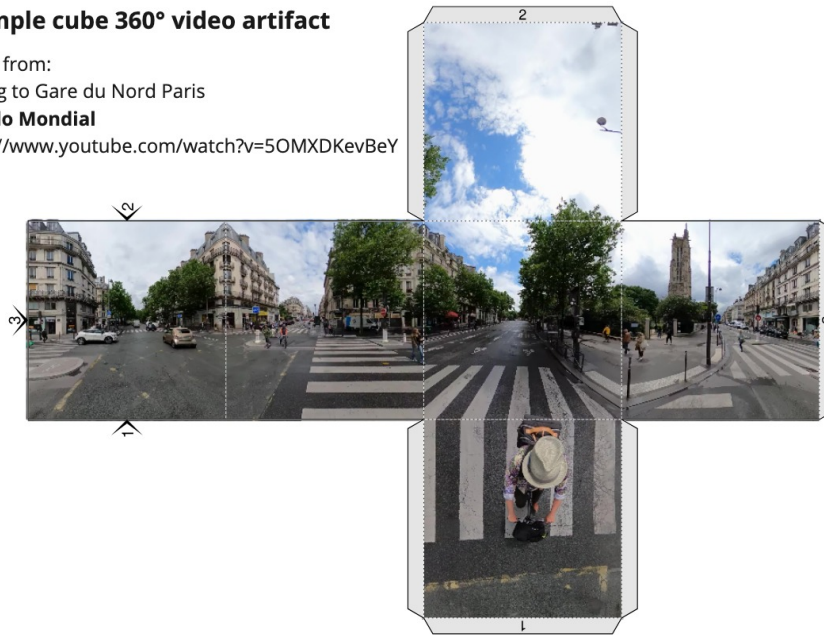 mple cube 360° video artifact
from:
g to Gare du Nord Paris
lo Mondial
//www.youtube.com/watch?v=5OMXDKevBeY
2
2
3
1
1